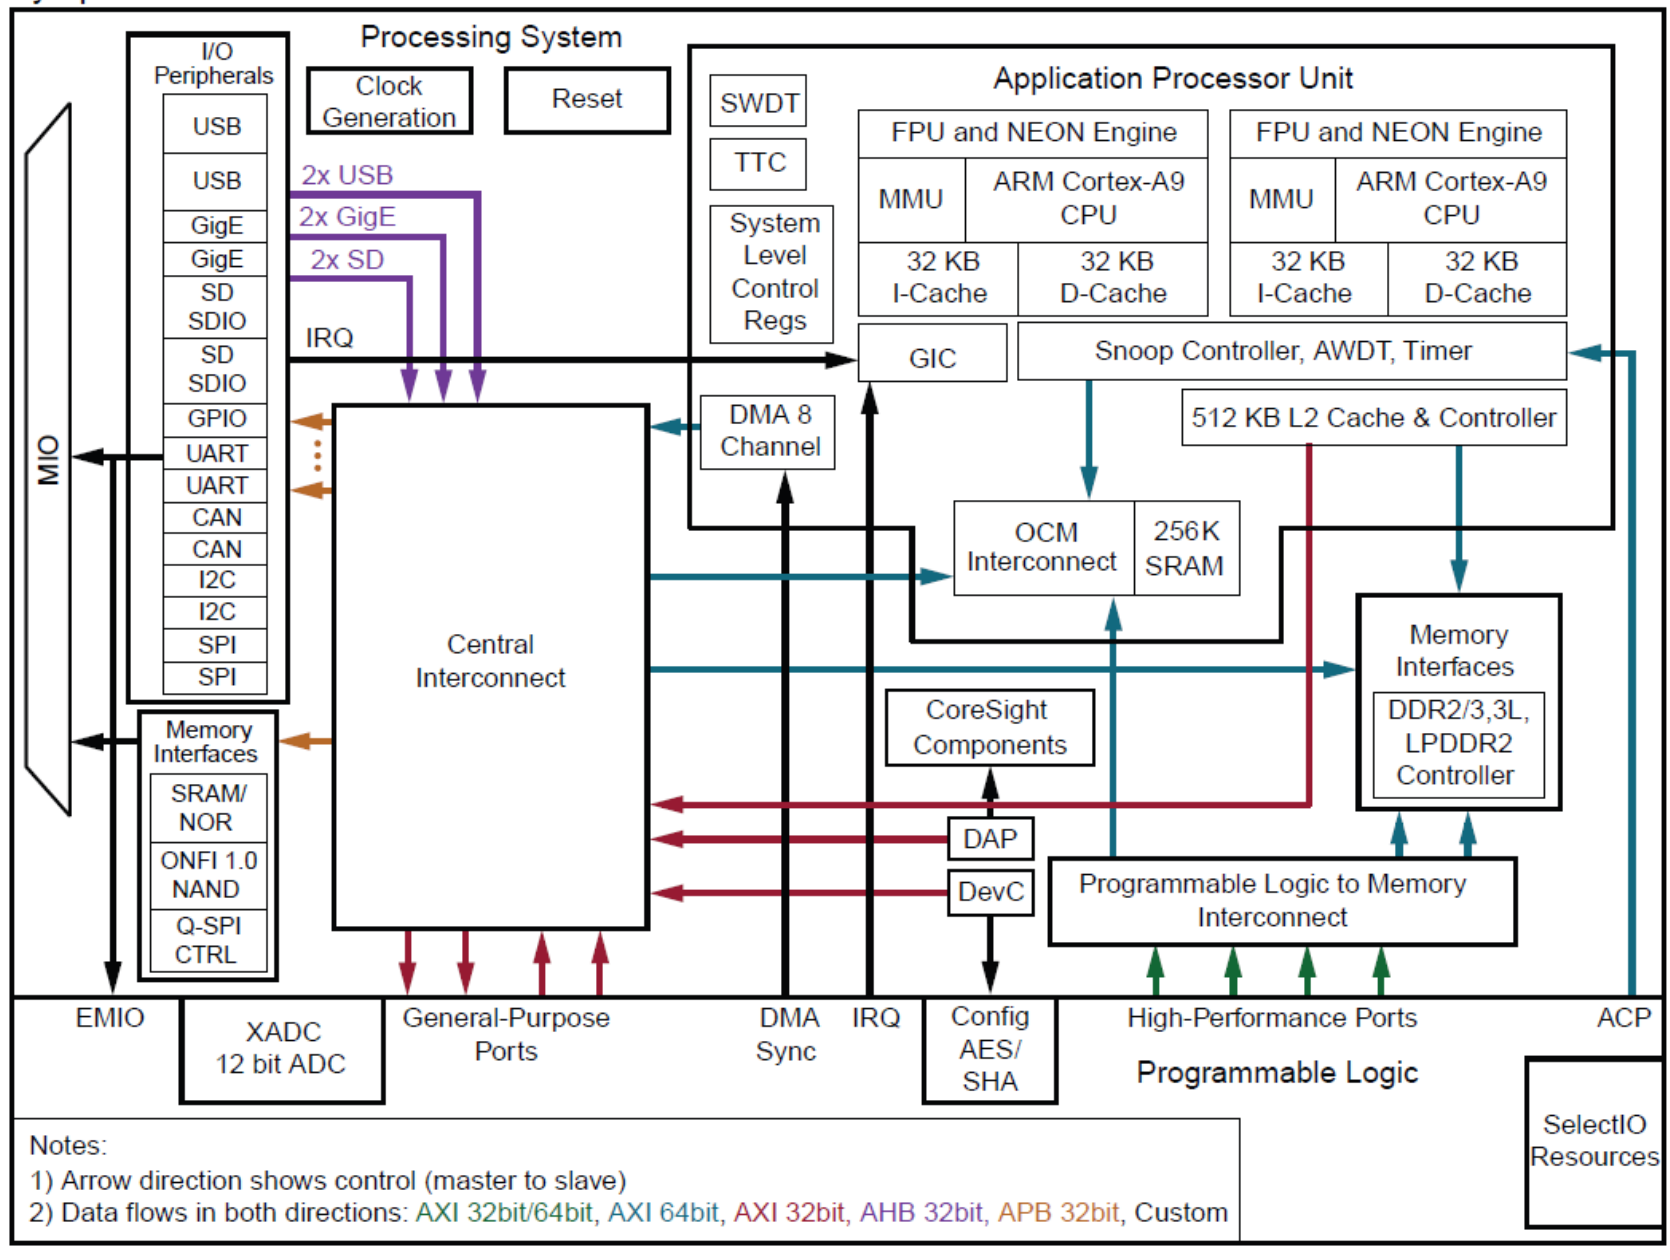 Processing System
I/O
Peripherals
USB
USB
GigE
GigE
SD
SDIO
SD
SDIO
GPIO
UART
UART
CAN
CAN
I2C
I2C
SPI
SPI
MIO
Clock
Generation
Reset
2x USB
2x GigE
2x SD
IRQ
Application Processor Unit
SWDT
TTC
System
Level
Control
Regs
FPU and NEON Engine
MMU
ARM Cortex-A9
CPU
32 KB
I-Cache
32 KB
D-Cache
FPU and NEON Engine
MMU
ARM Cortex-A9
CPU
32 KB
I-Cache
32 KB
D-Cache
GIC
Snoop Controller, AWDT, Timer
DMA 8
Channel
512 KB L2 Cache & Controller
OCM
Interconnect
256K
SRAM
Central
Interconnect
Memory
Interfaces
DDR2/3,3L,
LPDDR2
Controller
CoreSight
Components
DAP
DevC
Programmable Logic to Memory
Interconnect
Memory
Interfaces
SRAM/
NOR
ONFI 1.0
NAND
Q-SPI
CTRL
EMIO
XADC
12 bit ADC
General-Purpose
Ports
DMA
Sync
IRQ
Config
AES/
SHA
High-Performance Ports
ACP
Programmable Logic
SelectIO
Resources
Notes:
1) Arrow direction shows control (master to slave)
2) Data flows in both directions: AXI 32bit/64bit, AXI 64bit, AXI 32bit, AHB 32bit, APB 32bit, Custom